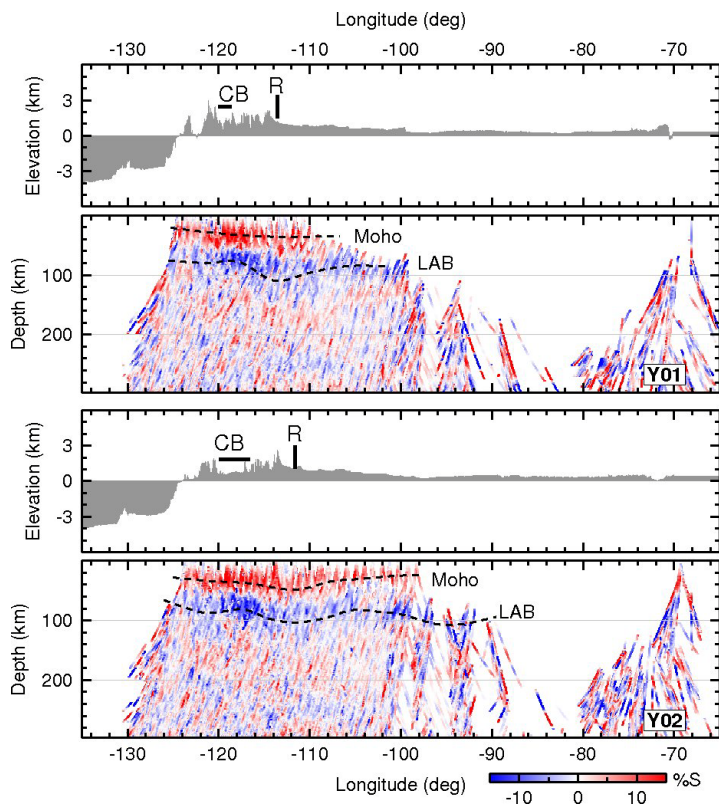 Longitude (deg)
-130 -120 -110 -100 -90 -80 -70
Elevation (km)
3
0
-3
CB
R
Depth (km)
100
200
Moho
LAB
Y01
Elevation (km)
3
0
-3
CB
R
Depth (km)
100
200
Moho
LAB
Y02
-130 -120 -110 -100 -90 -80 -70
Longitude (deg)
%S
-10 0 10